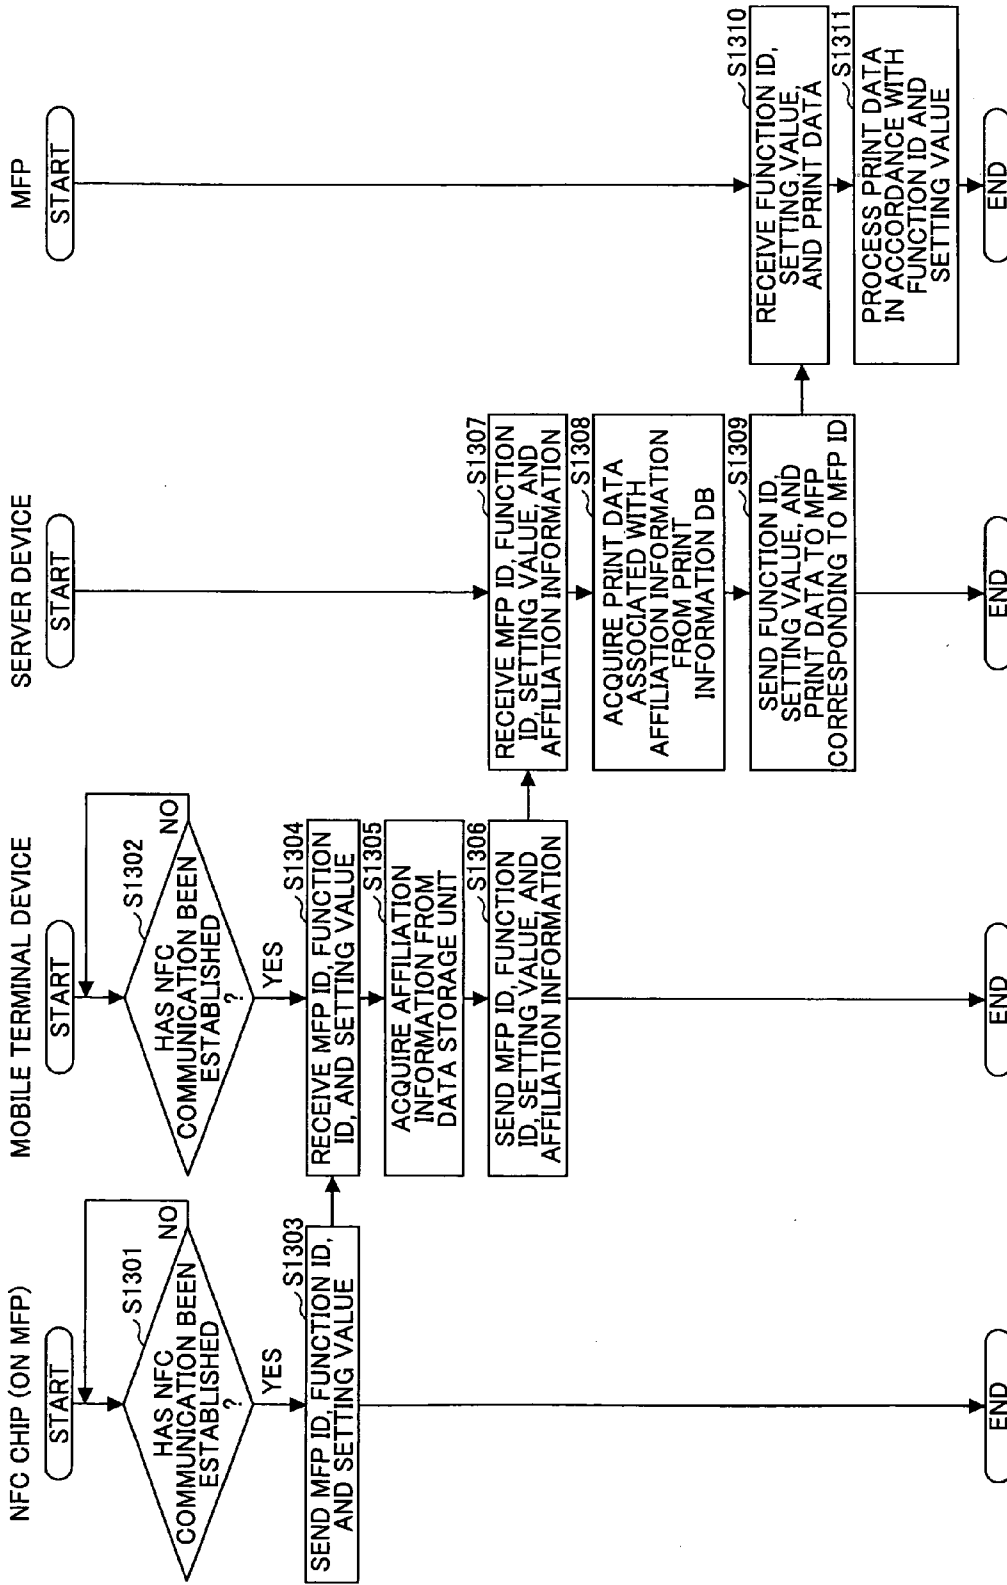 NFC CHIP (ON MFP)
START
HAS NFC
COMMUNICATION BEEN
ESTABLISHED
?
S1301
NO
YES
S1303
SEND MFP ID, FUNCTION ID,
AND SETTING VALUE
END
MOBILE TERMINAL DEVICE
START
HAS NFC
COMMUNICATION BEEN
ESTABLISHED
?
S1302
NO
YES
S1304
RECEIVE MFP ID, FUNCTION
ID, AND SETTING VALUE
S1305
ACQUIRE AFFILIATION
INFORMATION FROM
DATA STORAGE UNIT
S1306
SEND MFP ID, FUNCTION
ID, SETTING VALUE, AND
AFFILIATION INFORMATION
END
SERVER DEVICE
START
S1307
RECEIVE MFP ID, FUNCTION
ID, SETTING VALUE, AND
AFFILIATION INFORMATION
S1308
ACQUIRE PRINT DATA
ASSOCIATED WITH
AFFILIATION INFORMATION
FROM PRINT
INFORMATION DB
S1309
SEND FUNCTION ID,
SETTING VALUE, AND
PRINT DATA TO MFP
CORRESPONDING TO MFP ID
END
MFP
START
S1310
RECEIVE FUNCTION ID,
SETTING VALUE,
AND PRINT DATA
S1311
PROCESS PRINT DATA
IN ACCORDANCE WITH
FUNCTION ID AND
SETTING VALUE
END